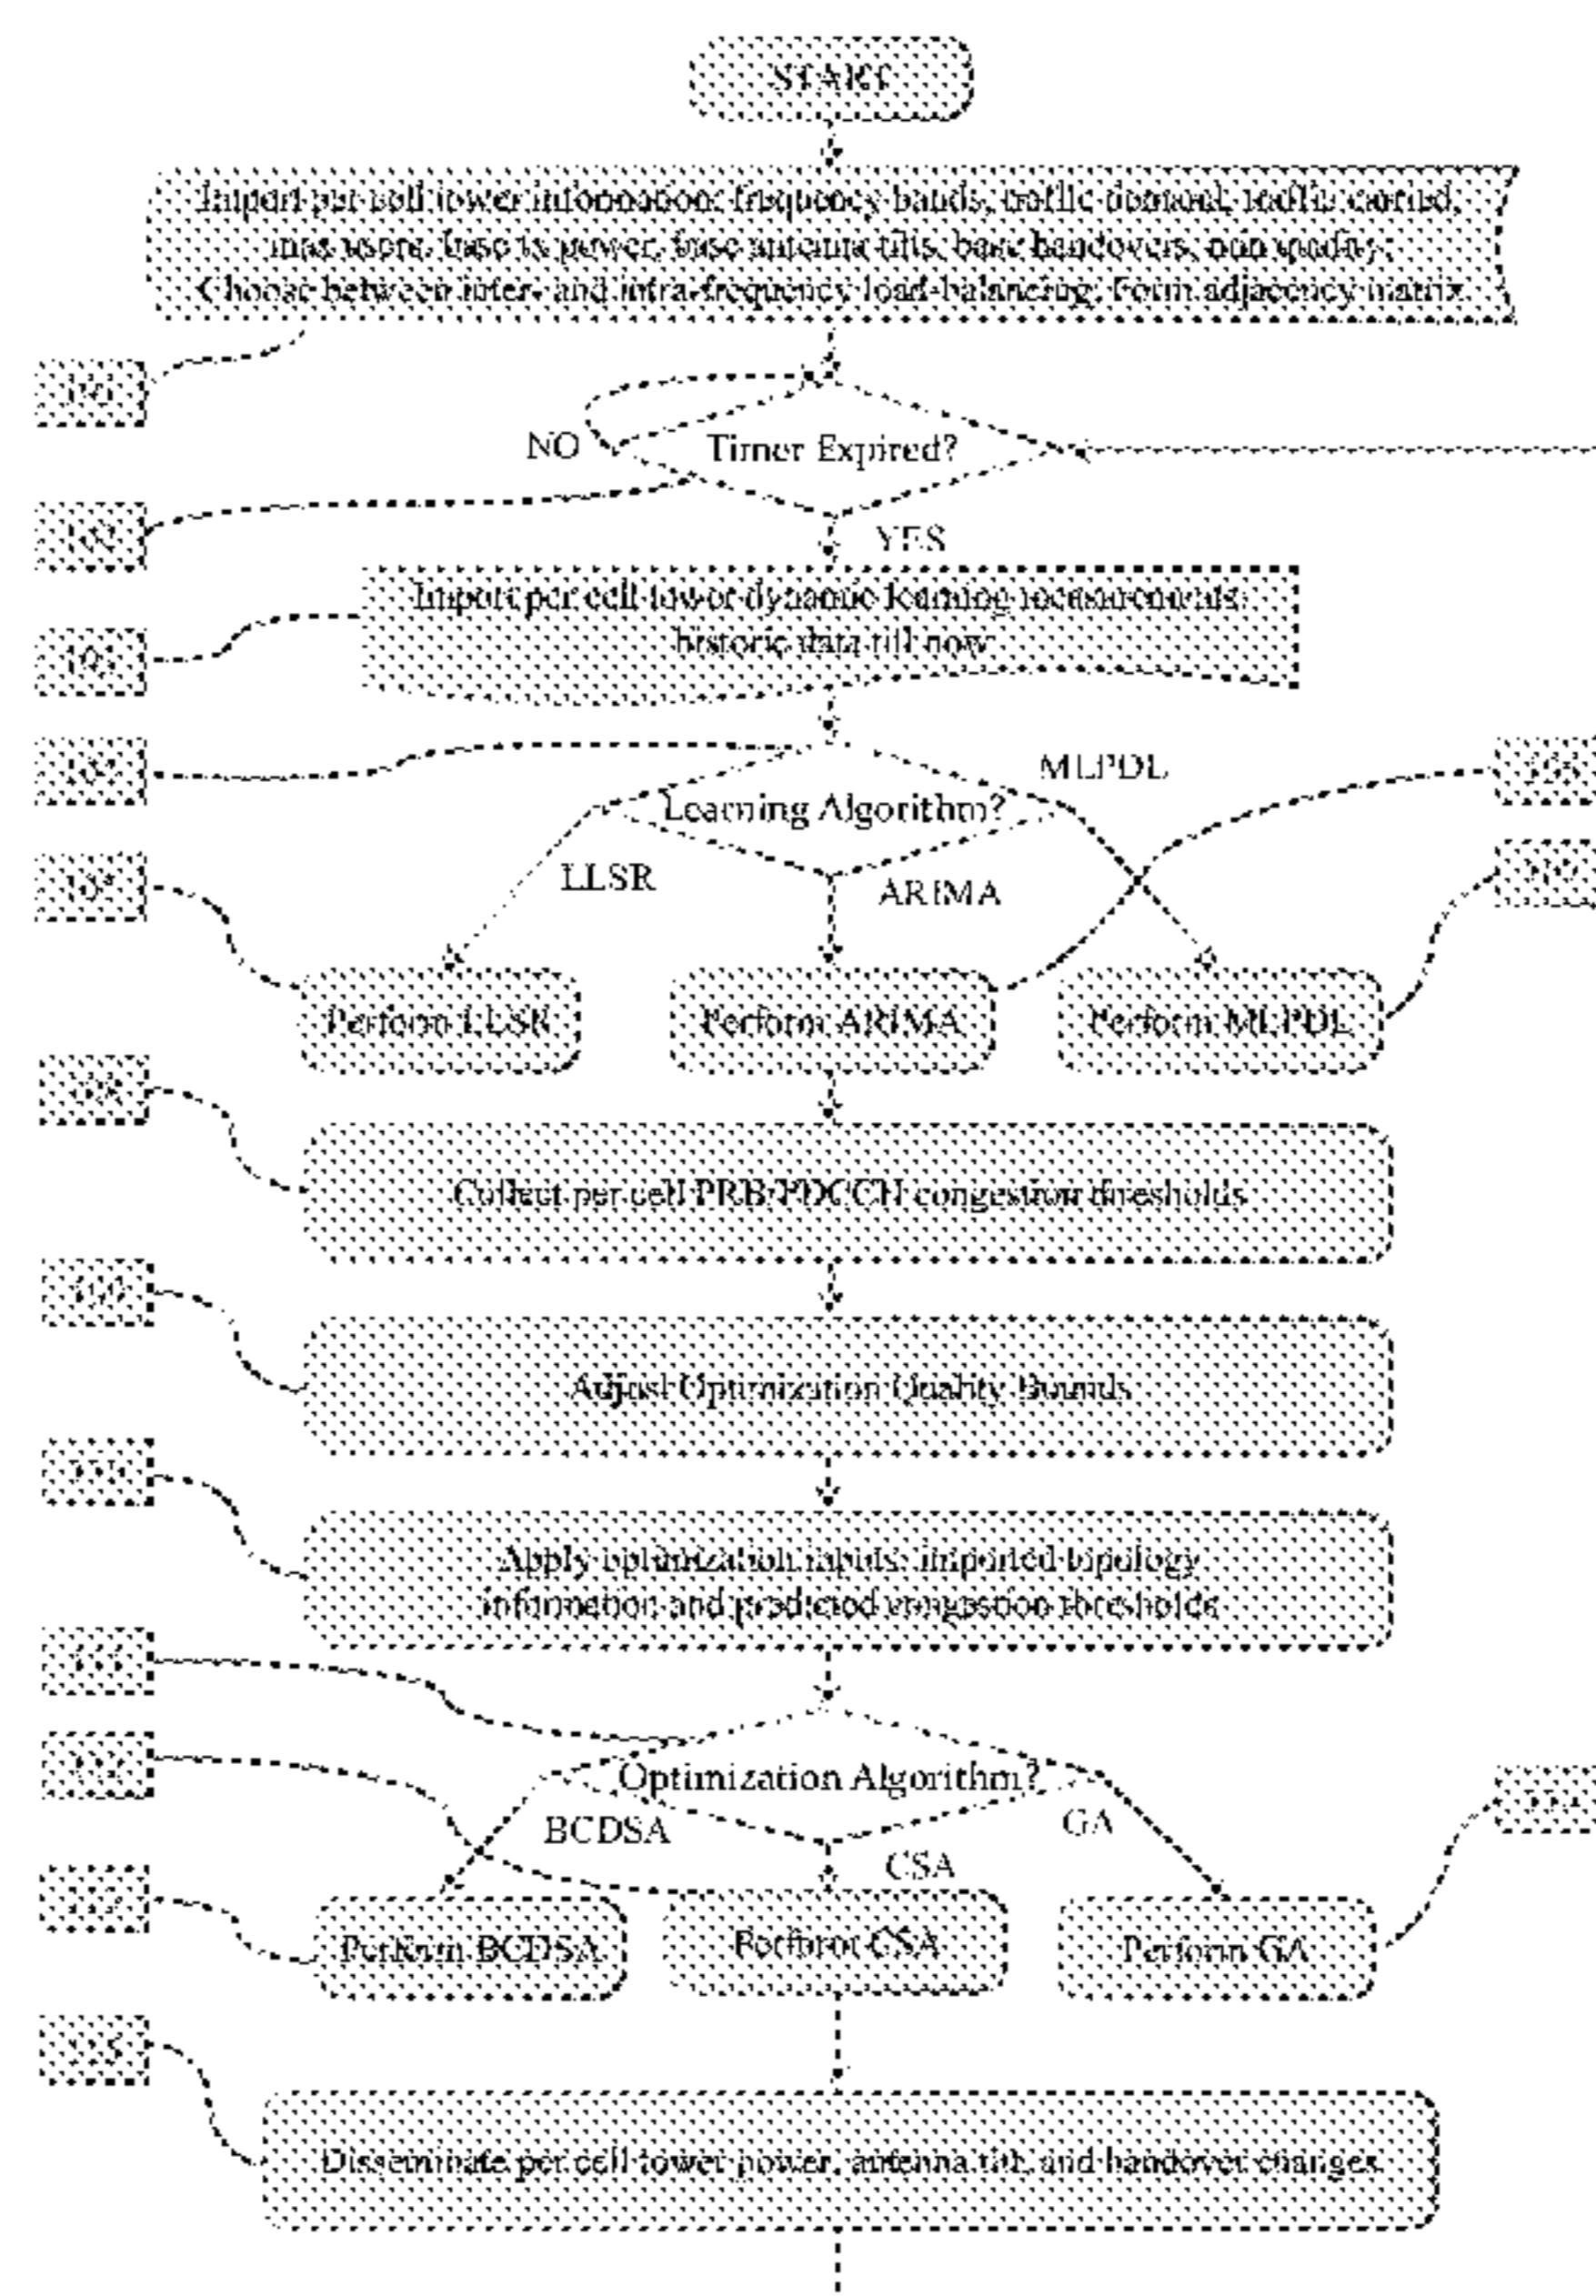 START
Import per cell tower information: frequency bands, traffic demand, traffic carried,
max users, base tx power, base antenna tilts, base handovers, min quality;
Choose between inter- and intra-frequency load-balancing; Form adjacency matrix
Timer Expired?
NO
YES
Import per cell tower dynamic learning measurements
historic data till now
Learning Algorithm?
MLPDL
LLSR
ARIMA
Perform LLSR
Perform ARIMA
Perform MLPDL
Collect per cell PRB/PDCCH congestion thresholds
Adjust Optimization Quality Bounds
Apply optimization inputs: imported topology
information and predicted congestion thresholds
Optimization Algorithm?
BCDSA
GA
CSA
Perform BCDSA
Perform CSA
Perform GA
Disseminate per cell tower power, antenna tilt, and handover changes